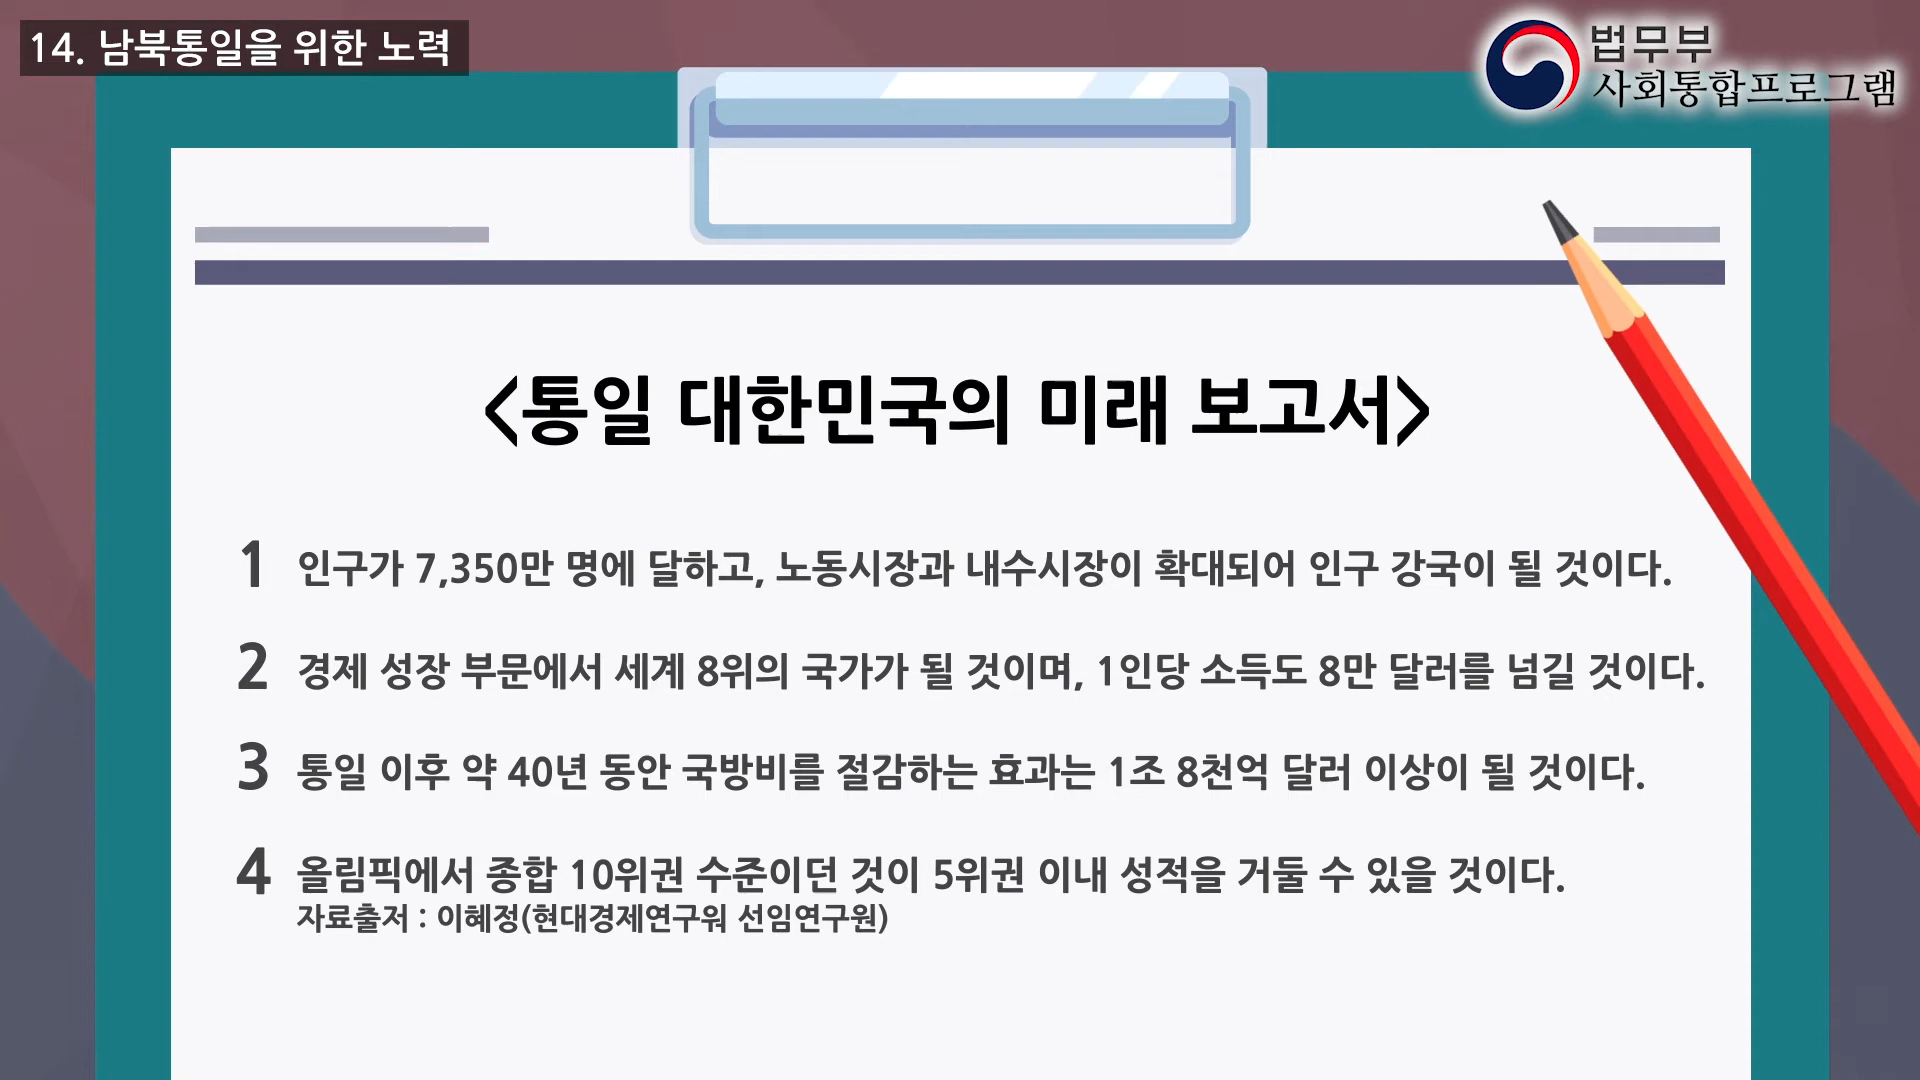 14. 남북통일을 위한 노력
법무부
사회통합프로그램
<통일 대한민국의 미래 보고서>
1 인구가 7,350만 명에 달하고, 노동시장과 내수시장이 확대되어 인구 강국이 될 것이다.
2 경제 성장 부문에서 세계 8위의 국가가 될 것이며, 1인당 소득도 8만 달러를 넘길 것이다.
3 통일 이후 약 40년 동안 국방비를 절감하는 효과는 1조 8천억 달러 이상이 될 것이다.
4 올림픽에서 종합 10위권 수준이던 것이 5위권 이내 성적을 거둘 수 있을 것이다.
자료출저 : 이혜정(현대경제연구워 선임연구원)